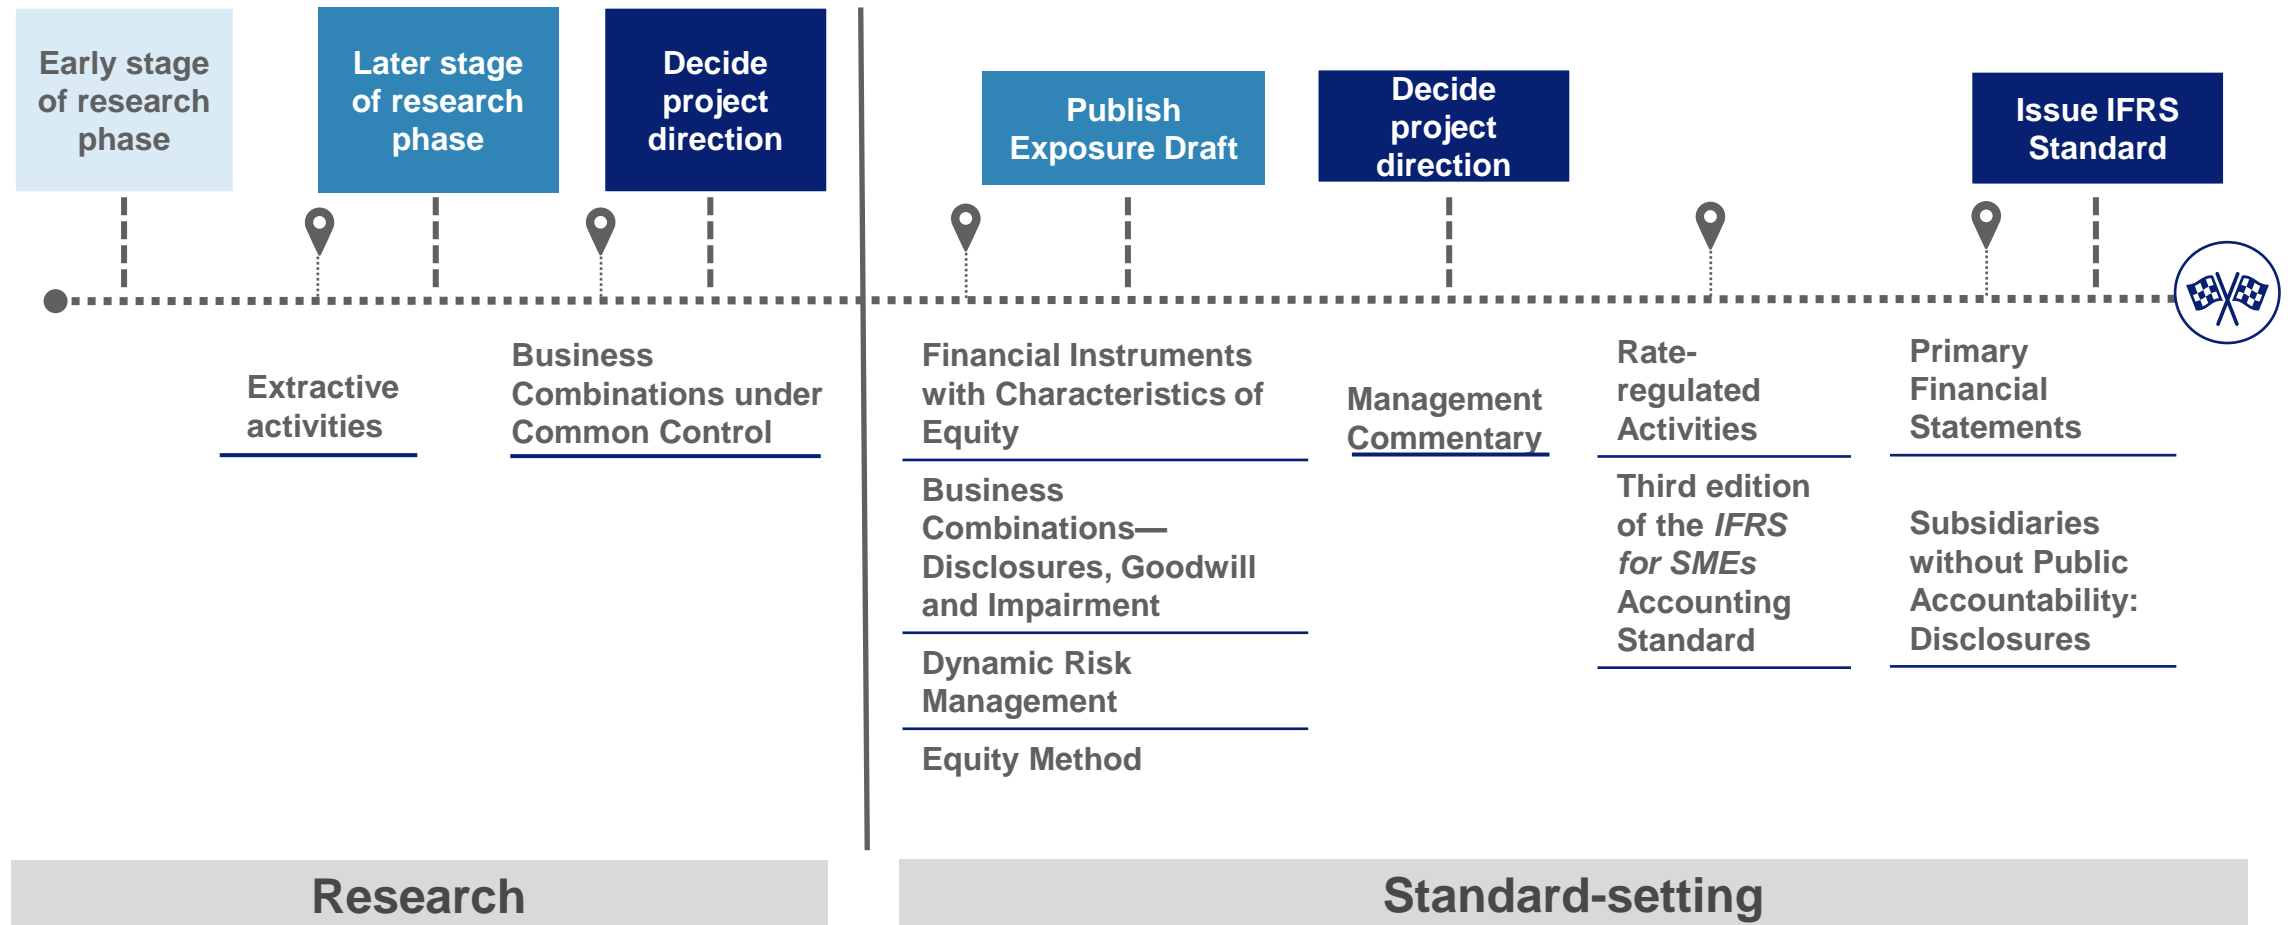 Early stage
of research
phase
Later stage
of research
phase
Decide
project
direction
Publish
Exposure Draft
Decide
project
direction
Issue IFRS
Standard
Extractive
activities
Business
Combinations under
Common Control
Financial Instruments
with Characteristics of
Equity
Business
Combinations—
Disclosures, Goodwill
and Impairment
Dynamic Risk
Management
Equity Method
Management
Commentary
Rate-
regulated
Activities
Third edition
of the IFRS
for SMEs
Accounting
Standard
Primary
Financial
Statements
Subsidiaries
without Public
Accountability:
Disclosures
Research
Standard-setting